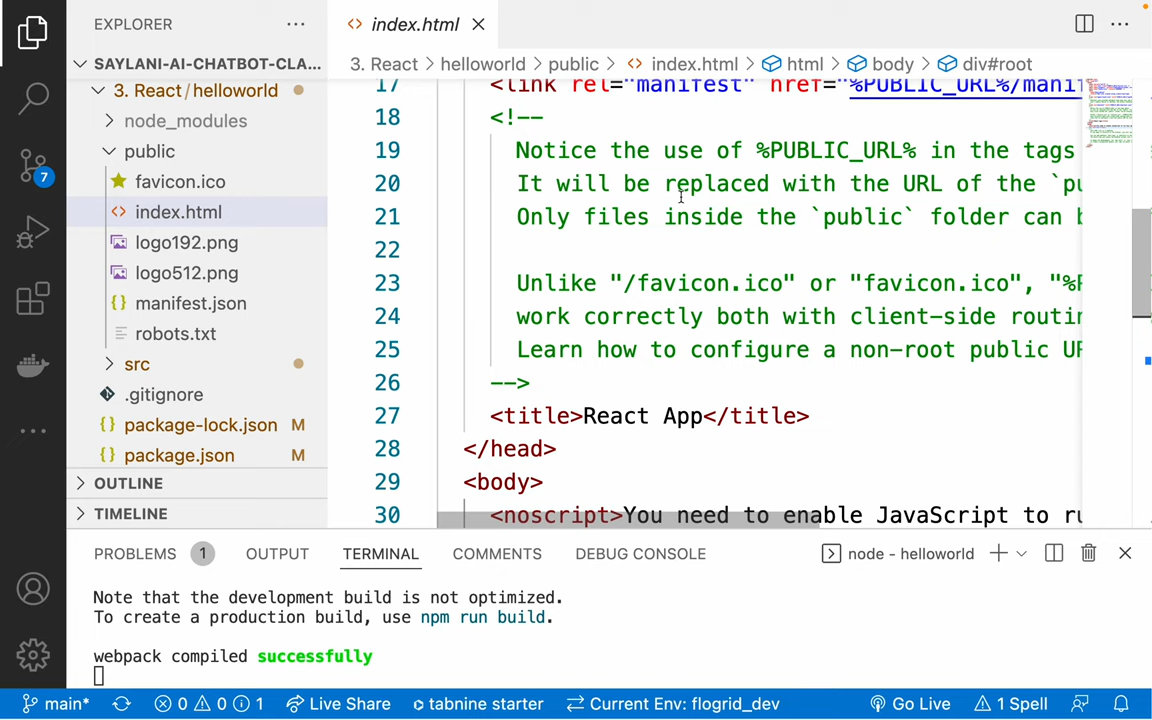 EXPLORER
index.html
SAYLANI-AI-CHATBOT-CLA...
3. React > helloworld > public > index.html > html > body > div#root
3. React / helloworld
node_modules
public
favicon.ico
index.html
logo192.png
logo512.png
manifest.json
robots.txt
src
.gitignore
package-lock.json M
package.json M
OUTLINE
TIMELINE
7
17 <link rel="manifest" href="%PUBLIC_URL%/mani
18 <!--
19 Notice the use of %PUBLIC_URL% in the tags
20 It will be replaced with the URL of the `pu
21 Only files inside the `public` folder can b
22
23 Unlike "/favicon.ico" or "favicon.ico", "%P
24 work correctly both with client-side routin
25 Learn how to configure a non-root public UR
26 -->
27 <title>React App</title>
28 </head>
29 <body>
30 <noscript>You need to enable JavaScript to ru
PROBLEMS 1 OUTPUT TERMINAL COMMENTS DEBUG CONSOLE node - helloworld
Note that the development build is not optimized.
To create a production build, use npm run build.
webpack compiled successfully
main* 0 0 1 Live Share tabnine starter Current Env: flogrid_dev Go Live 1 Spell